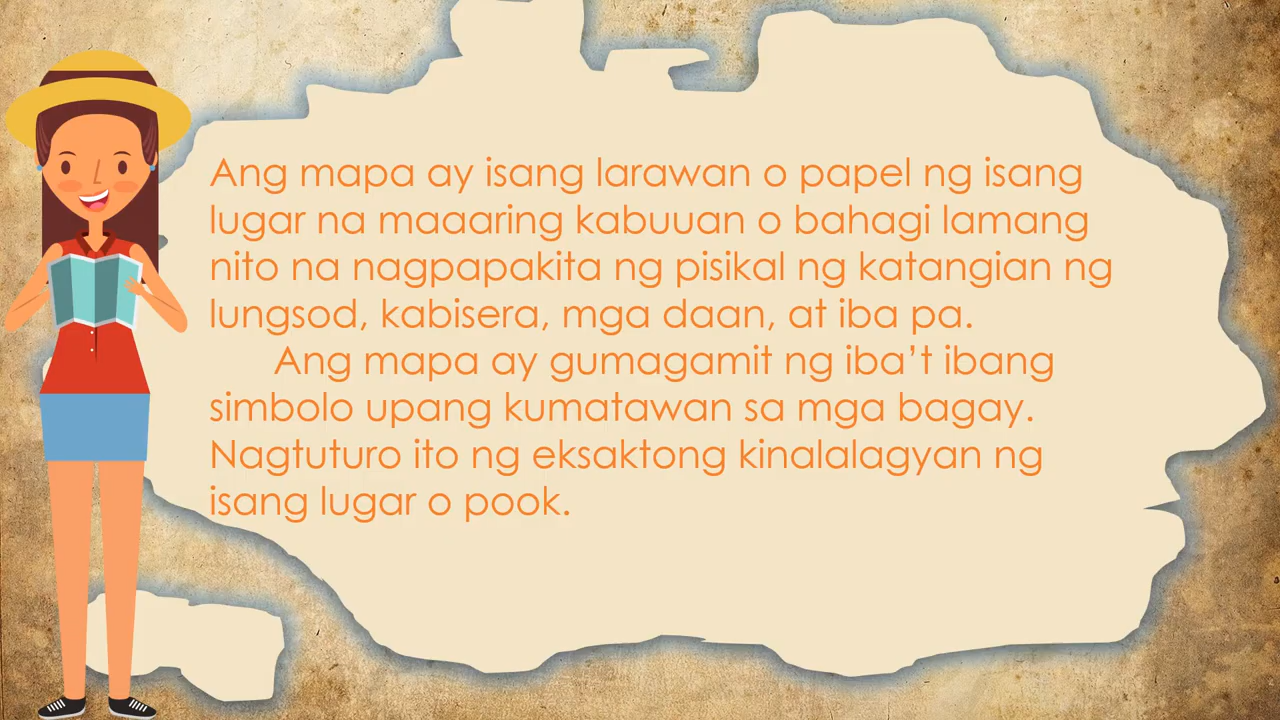 Ang mapa ay isang larawan o papel ng isang
lugar na maaaring kabuuan o bahagi lamang
nito na nagpapakita ng pisikal ng katangian ng
lungsod, kabisera, mga daan, at iba pa.
Ang mapa ay gumagamit ng iba't ibang
simbolo upang kumatawan sa mga bagay.
Nagtuturo ito ng eksaktong kinalalagyan ng
isang lugar o pook.